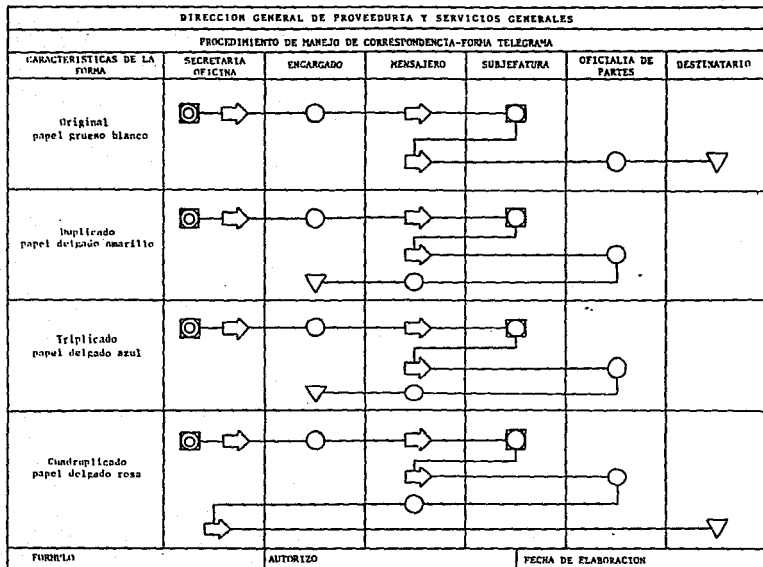 DIRECCION GENERAL DE PROVEEDURIA Y SERVICIOS GENERALES
PROCEDIMIENTO DE MANEJO DE CORRESPONDENCIA-FORMA TELEGRAMA
CARACTERISTICAS DE LA FORMA
SECRETARIA OFICINA
ENCARGADO
MENSAJERO
SUBJEFATURA
OFICIALIA DE PARTES
DESTINATARIO
Original
papel grueso blanco
Duplicado
papel delgado amarillo
Triplicado
papel delgado azul
Cuadruplicado
papel delgado rosa
FORMULO
AUTORIZO
FECHA DE ELABORACION